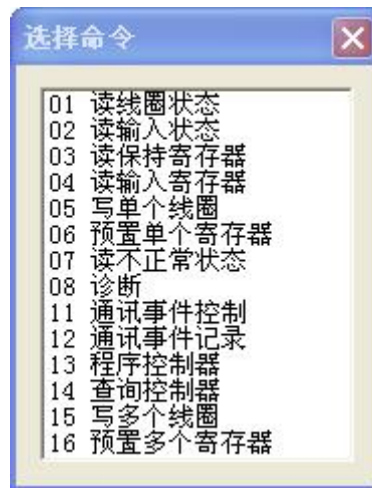 选择命令
01 读线圈状态
02 读输入状态
03 读保持寄存器
04 读输入寄存器
05 写单个线圈
06 预置单个寄存器
07 读不正常状态
08 诊断
11 通讯事件控制
12 通讯事件记录
13 程序控制器
14 查询控制器
15 写多个线圈
16 预置多个寄存器